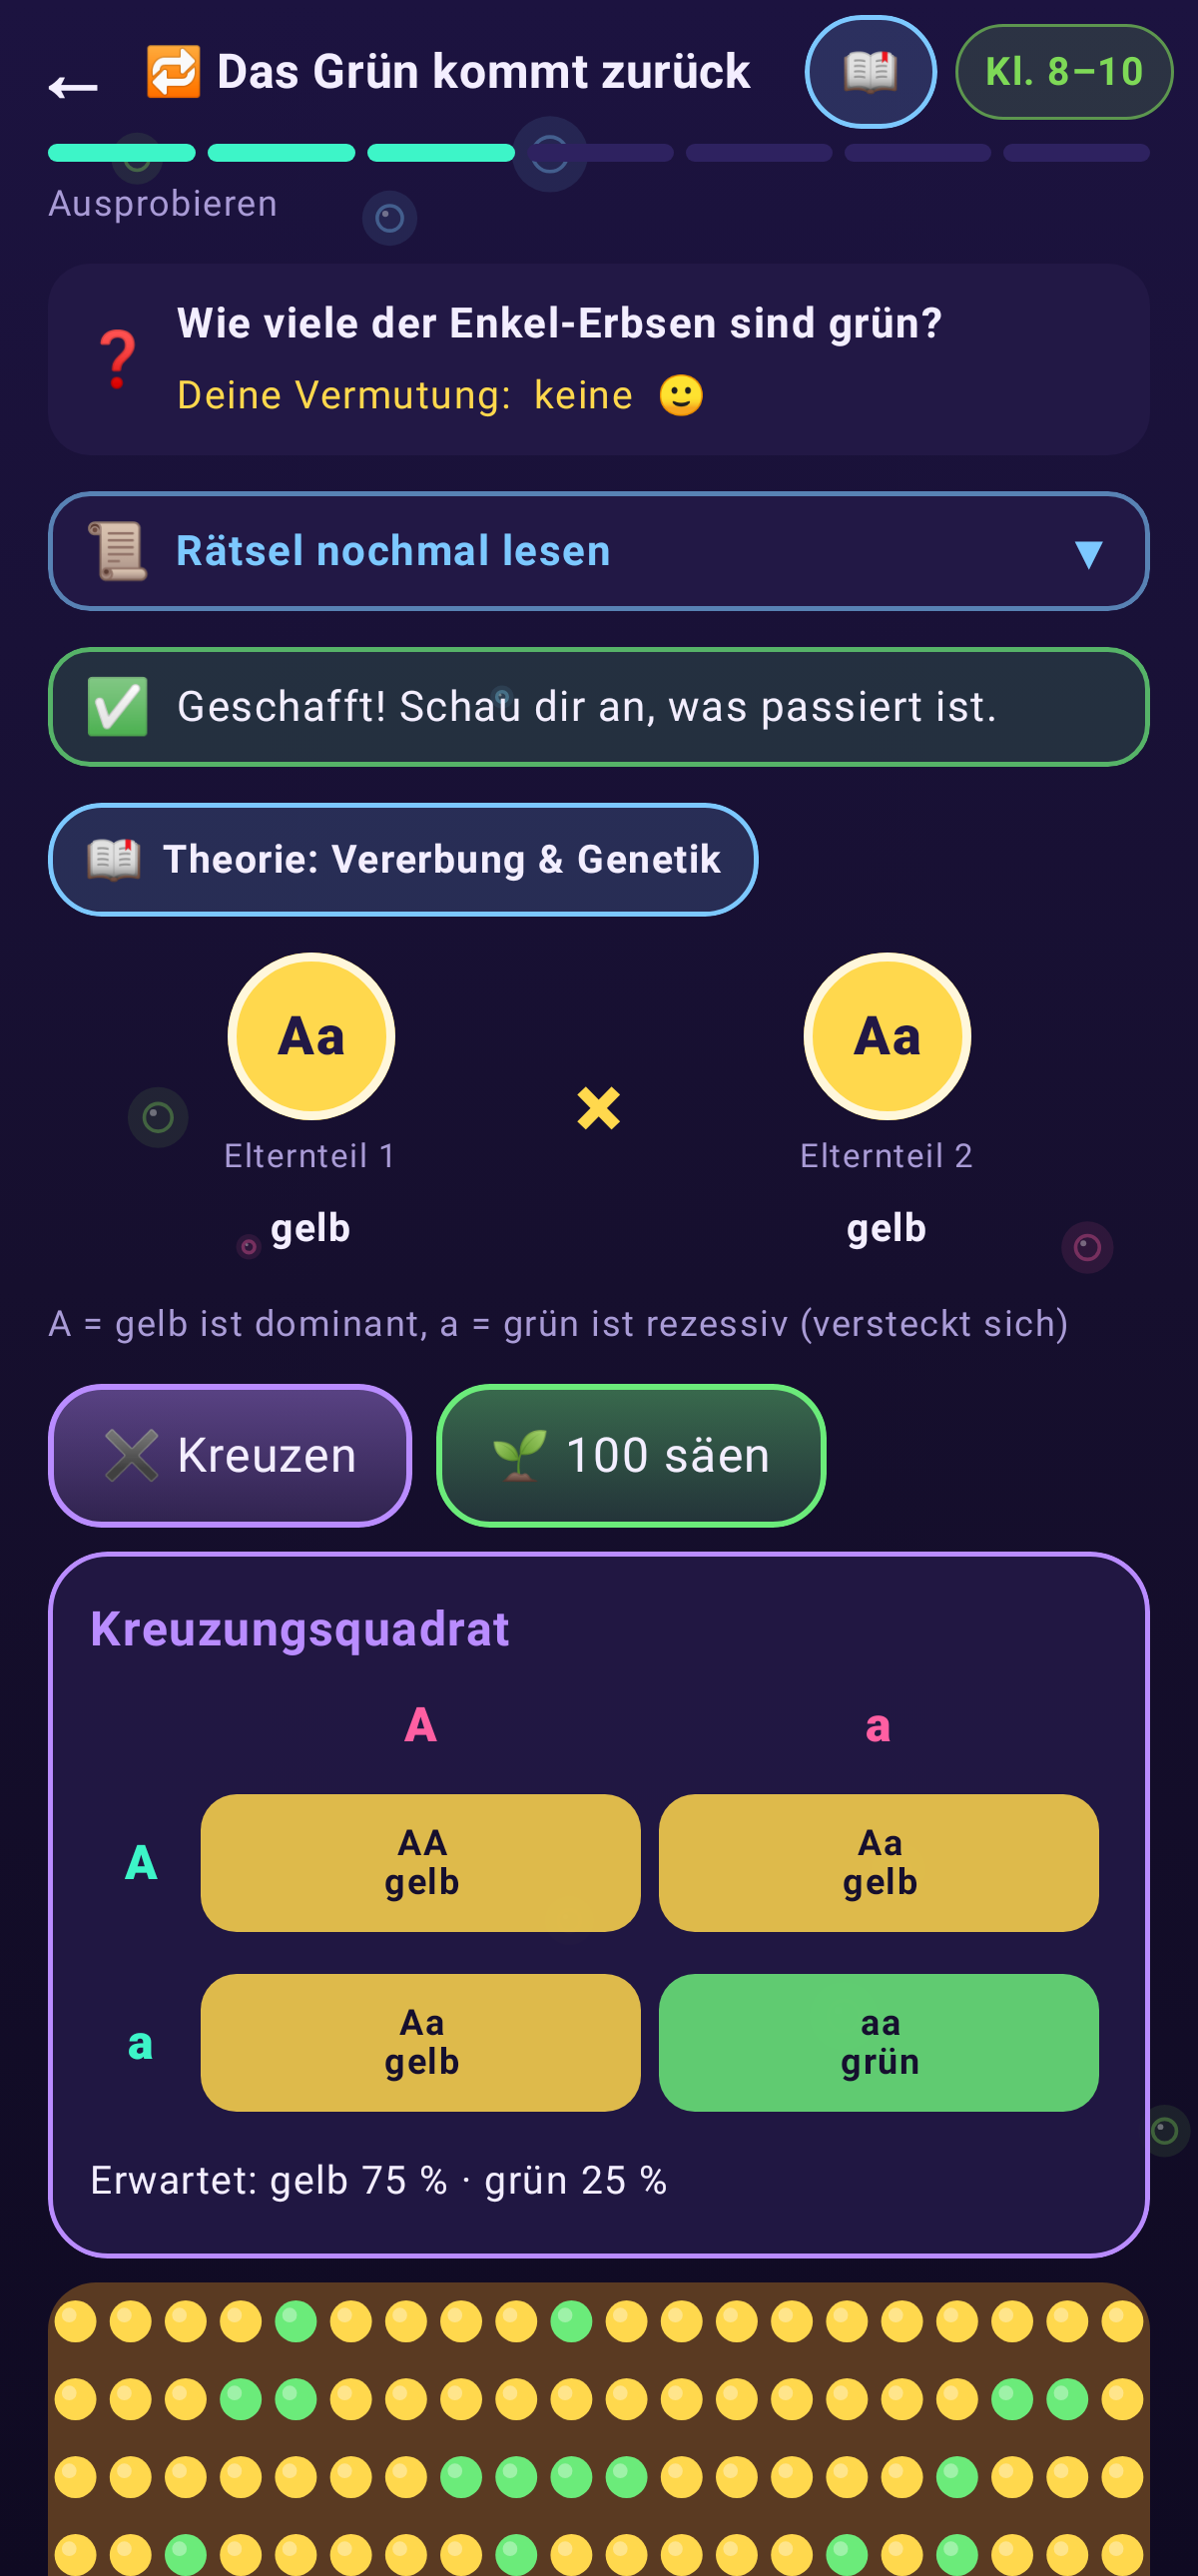 ← 🔁 Das Grün kommt zurück 📖 Kl. 8–10
Ausprobieren
❓ Wie viele der Enkel-Erbsen sind grün?
Deine Vermutung: keine 🙂
📜 Rätsel nochmal lesen ▼
✅ Geschafft! Schau dir an, was passiert ist.
📖 Theorie: Vererbung & Genetik
Aa Aa
×
Elternteil 1 Elternteil 2
gelb gelb
A = gelb ist dominant, a = grün ist rezessiv (versteckt sich)
✖ Kreuzen 🌱 100 säen
Kreuzungsquadrat
A a
A AA Aa
gelb gelb
a Aa aa
gelb grün
Erwartet: gelb 75 % · grün 25 %